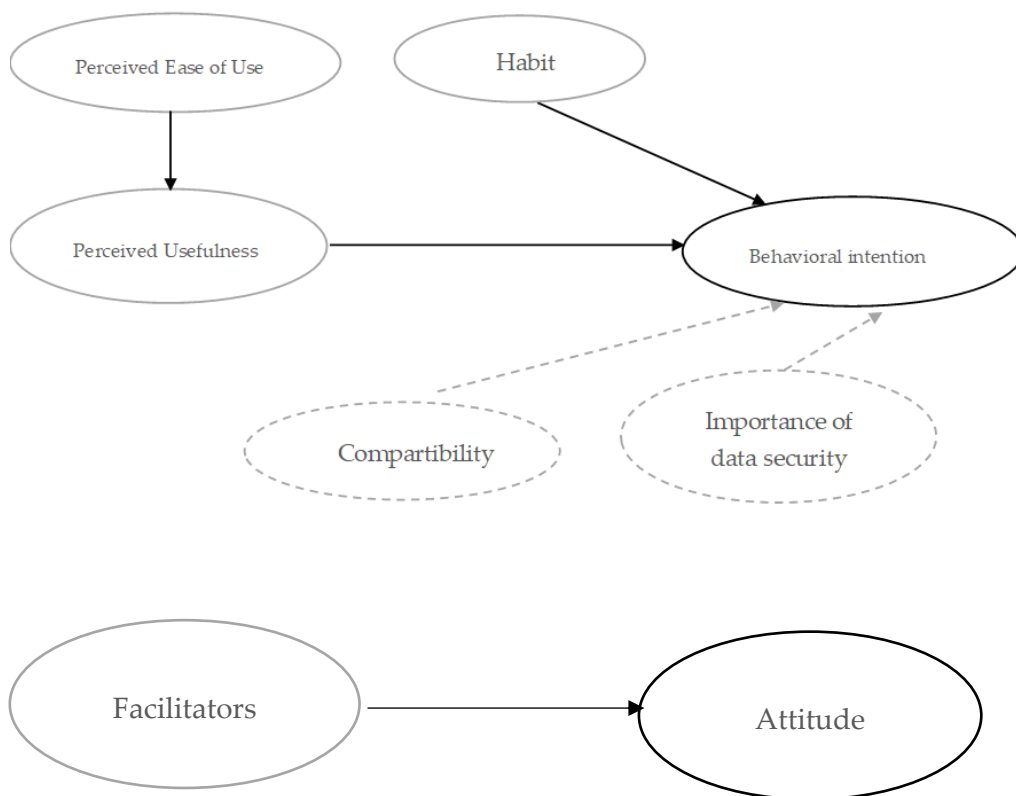 Perceived Ease of Use
Habit
Perceived Usefulness
Behavioral intention
Compartibility
Importance of
data security
Facilitators
Attitude